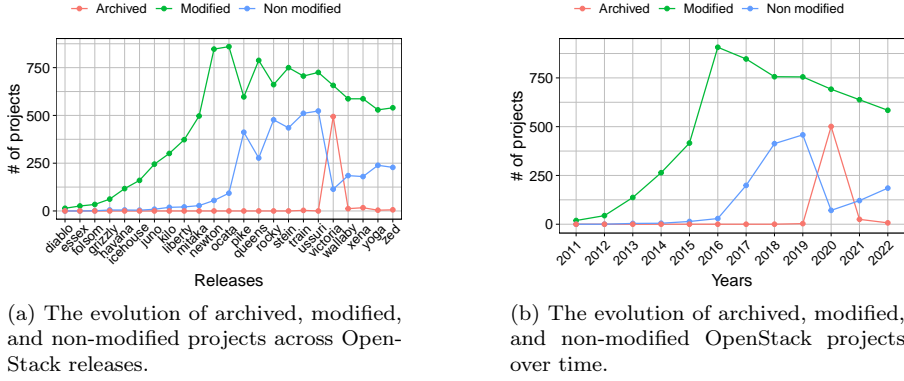 Archived Modified Non modified
# of projects
750
500
250
0
diablo
essex
folsom
grizzly
havana
icehouse
juno
kilo
liberty
mitaka
newton
ocata
pike
queens
rocky
stein
train
ussuri
victoria
wallaby
xena
yoga
zed
Releases
(a) The evolution of archived, modified,
and non-modified projects across Open-
Stack releases.
Archived Modified Non modified
# of projects
750
500
250
0
2011
2012
2013
2014
2015
2016
2017
2018
2019
2020
2021
2022
Years
(b) The evolution of archived, modified,
and non-modified OpenStack projects
over time.